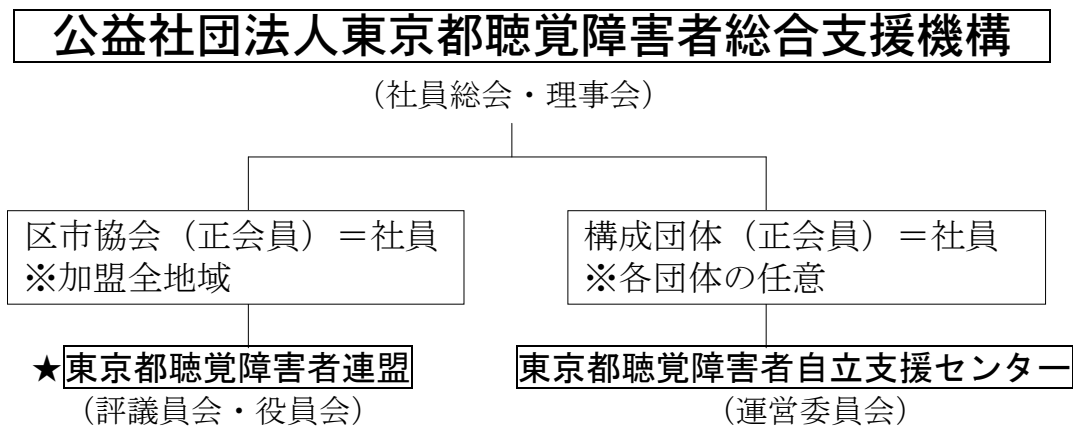 公益社団法人東京都聴覚障害者総合支援機構
（社員総会・理事会）
区市協会（正会員）＝社員
※加盟全地域
構成団体（正会員）＝社員
※各団体の任意
★東京都聴覚障害者連盟
（評議員会・役員会）
東京都聴覚障害者自立支援センター
（運営委員会）